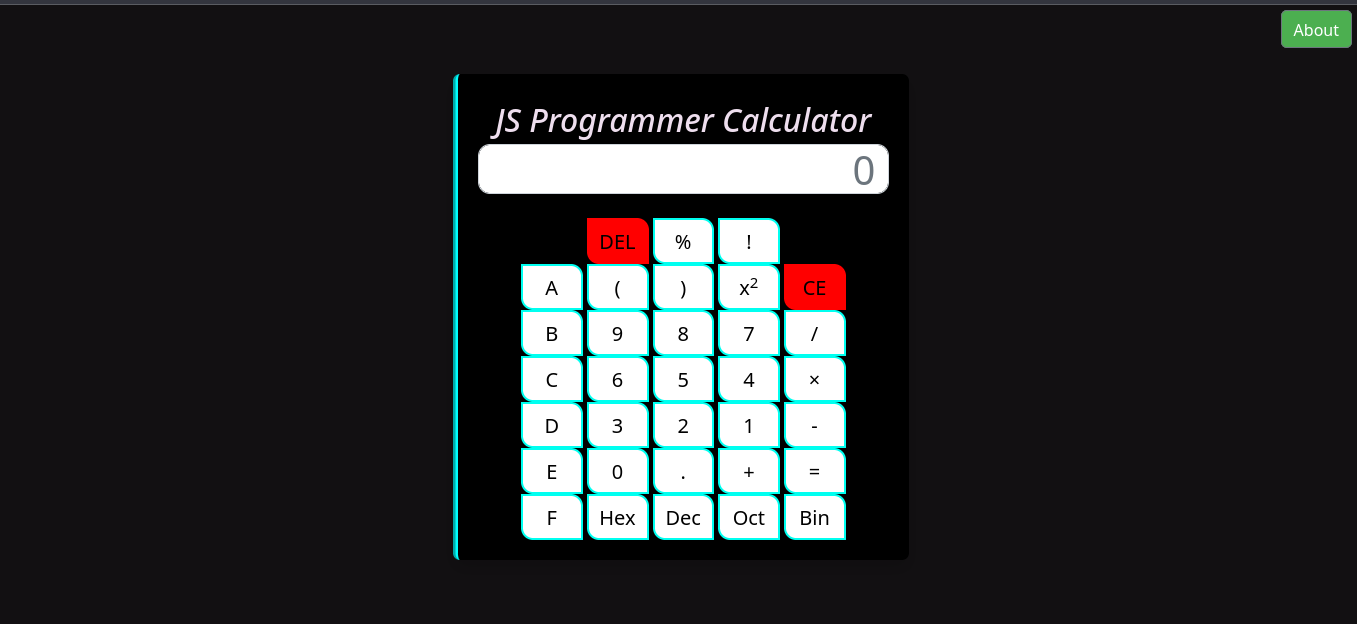 About
JS Programmer Calculator
0
DEL % !
A ( ) x² CE
B 9 8 7 /
C 6 5 4 ×
D 3 2 1 -
E 0 . + =
F Hex Dec Oct Bin